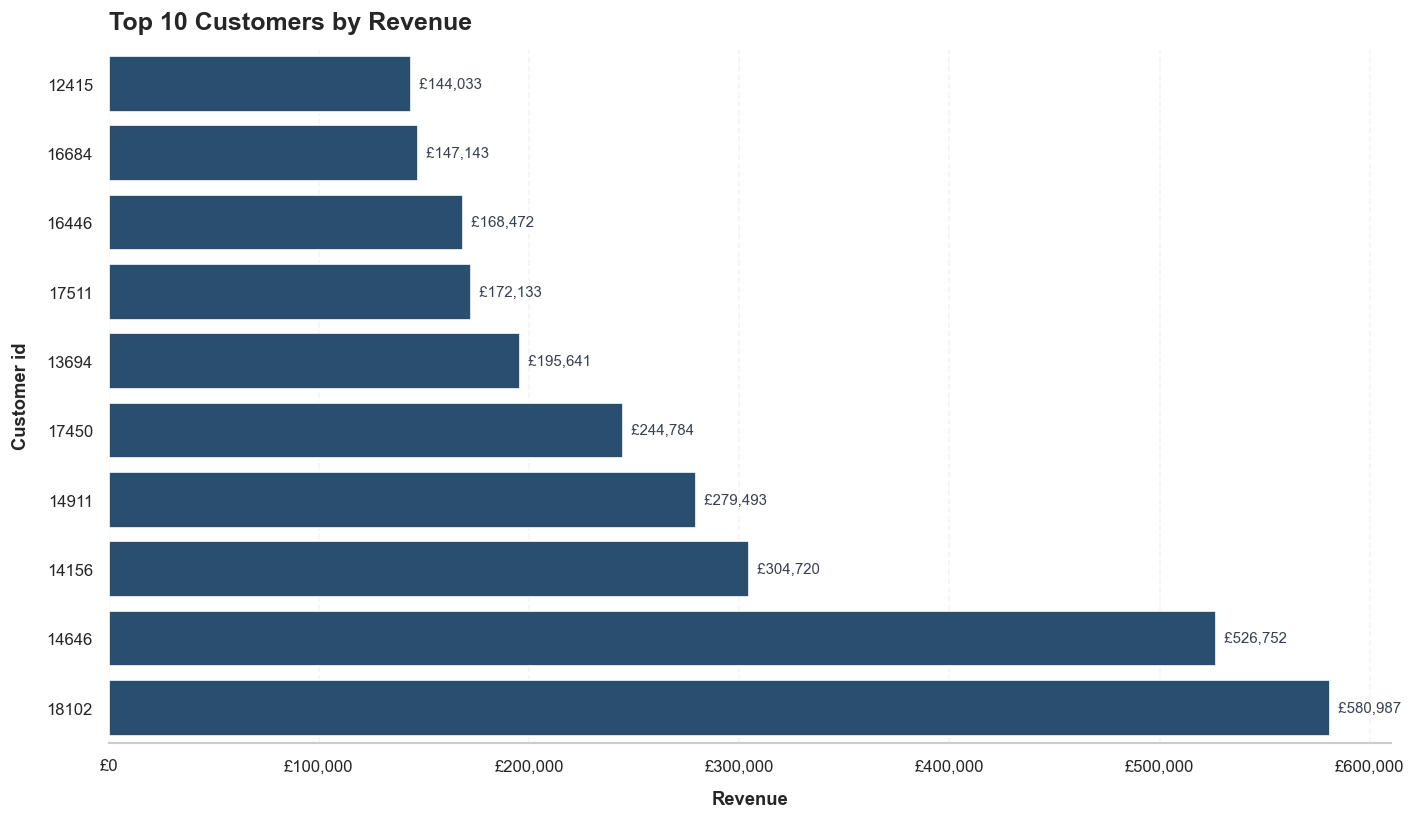 Top 10 Customers by Revenue
12415 £144,033
16684 £147,143
16446 £168,472
17511 £172,133
13694 £195,641
17450 £244,784
14911 £279,493
14156 £304,720
14646 £526,752
18102 £580,987
Customer id
£0 £100,000 £200,000 £300,000 £400,000 £500,000 £600,000
Revenue